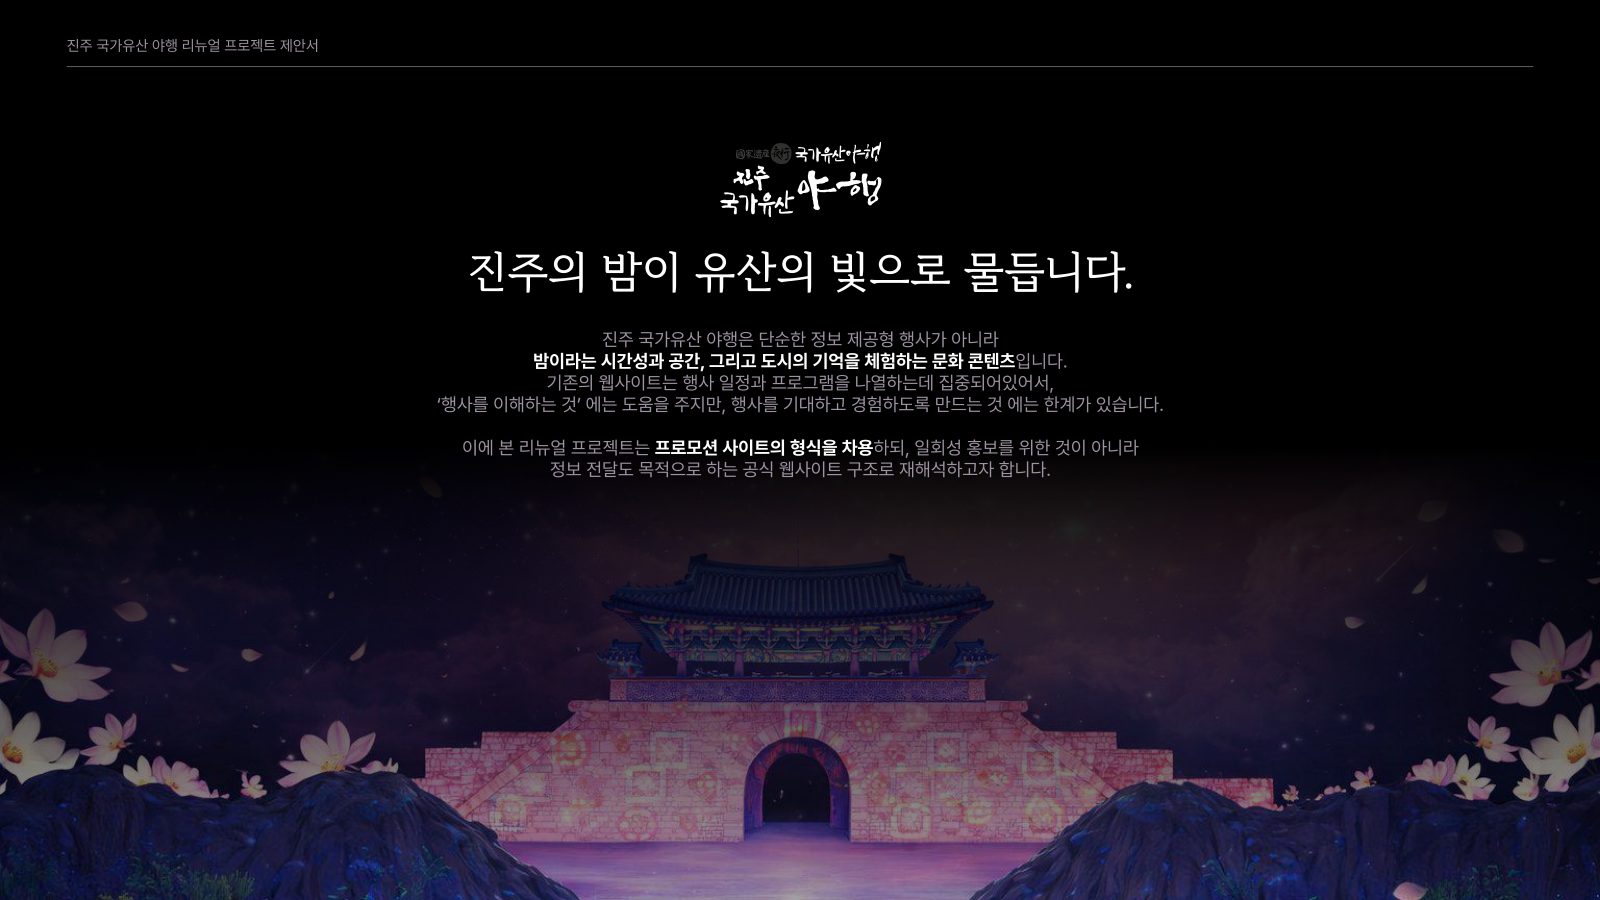 진주 국가유산 야행 리뉴얼 프로젝트 제안서
國家遺産 夜行 국가유산야행
진주
국가유산 야행
진주의 밤이 유산의 빛으로 물듭니다.
진주 국가유산 야행은 단순한 정보 제공형 행사가 아니라
밤이라는 시간성과 공간, 그리고 도시의 기억을 체험하는 문화 콘텐츠입니다.
기존의 웹사이트는 행사 일정과 프로그램을 나열하는데 집중되어있어서,
‘행사를 이해하는 것’ 에는 도움을 주지만, 행사를 기대하고 경험하도록 만드는 것 에는 한계가 있습니다.
이에 본 리뉴얼 프로젝트는 프로모션 사이트의 형식을 차용하되, 일회성 홍보를 위한 것이 아니라
정보 전달도 목적으로 하는 공식 웹사이트 구조로 재해석하고자 합니다.